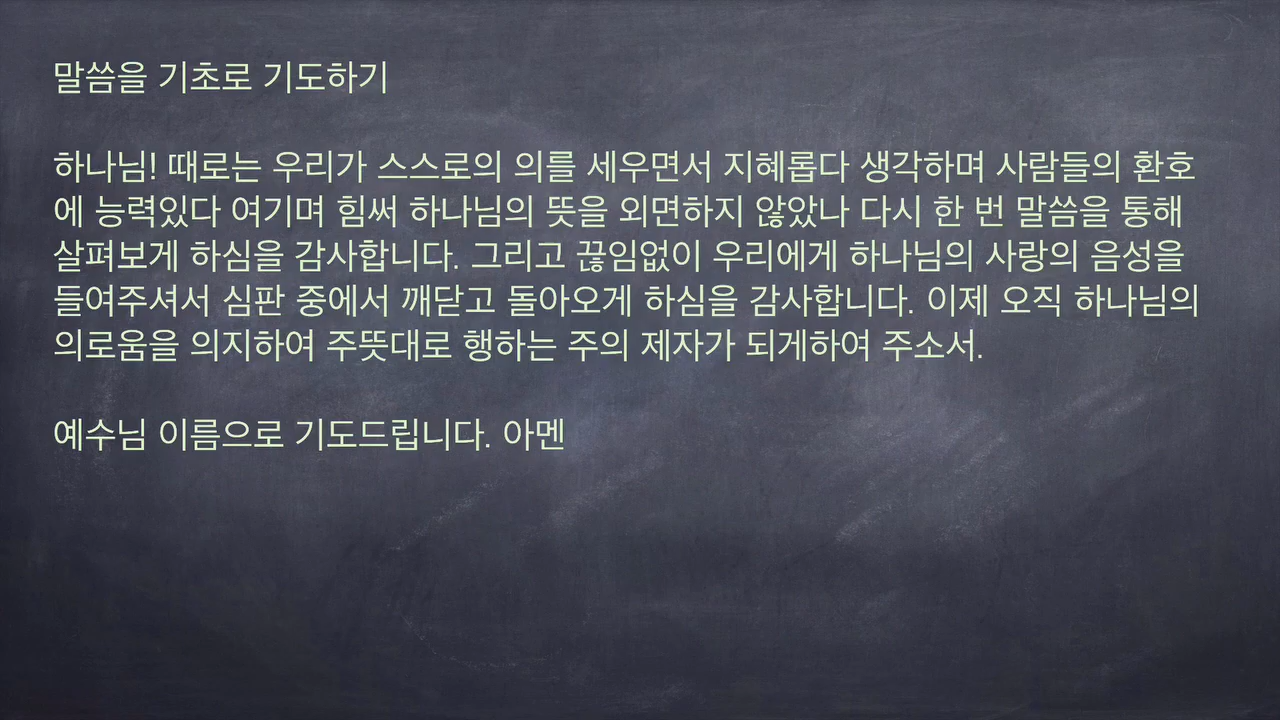 말씀을 기초로 기도하기
하나님! 때로는 우리가 스스로의 의를 세우면서 지혜롭다 생각하며 사람들의 환호
에 능력있다 여기며 힘써 하나님의 뜻을 외면하지 않았나 다시 한 번 말씀을 통해
살펴보게 하심을 감사합니다. 그리고 끊임없이 우리에게 하나님의 사랑의 음성을
들여주셔서 심판 중에서 깨닫고 돌아오게 하심을 감사합니다. 이제 오직 하나님의
의로움을 의지하여 주뜻대로 행하는 주의 제자가 되게하여 주소서.
예수님 이름으로 기도드립니다. 아멘